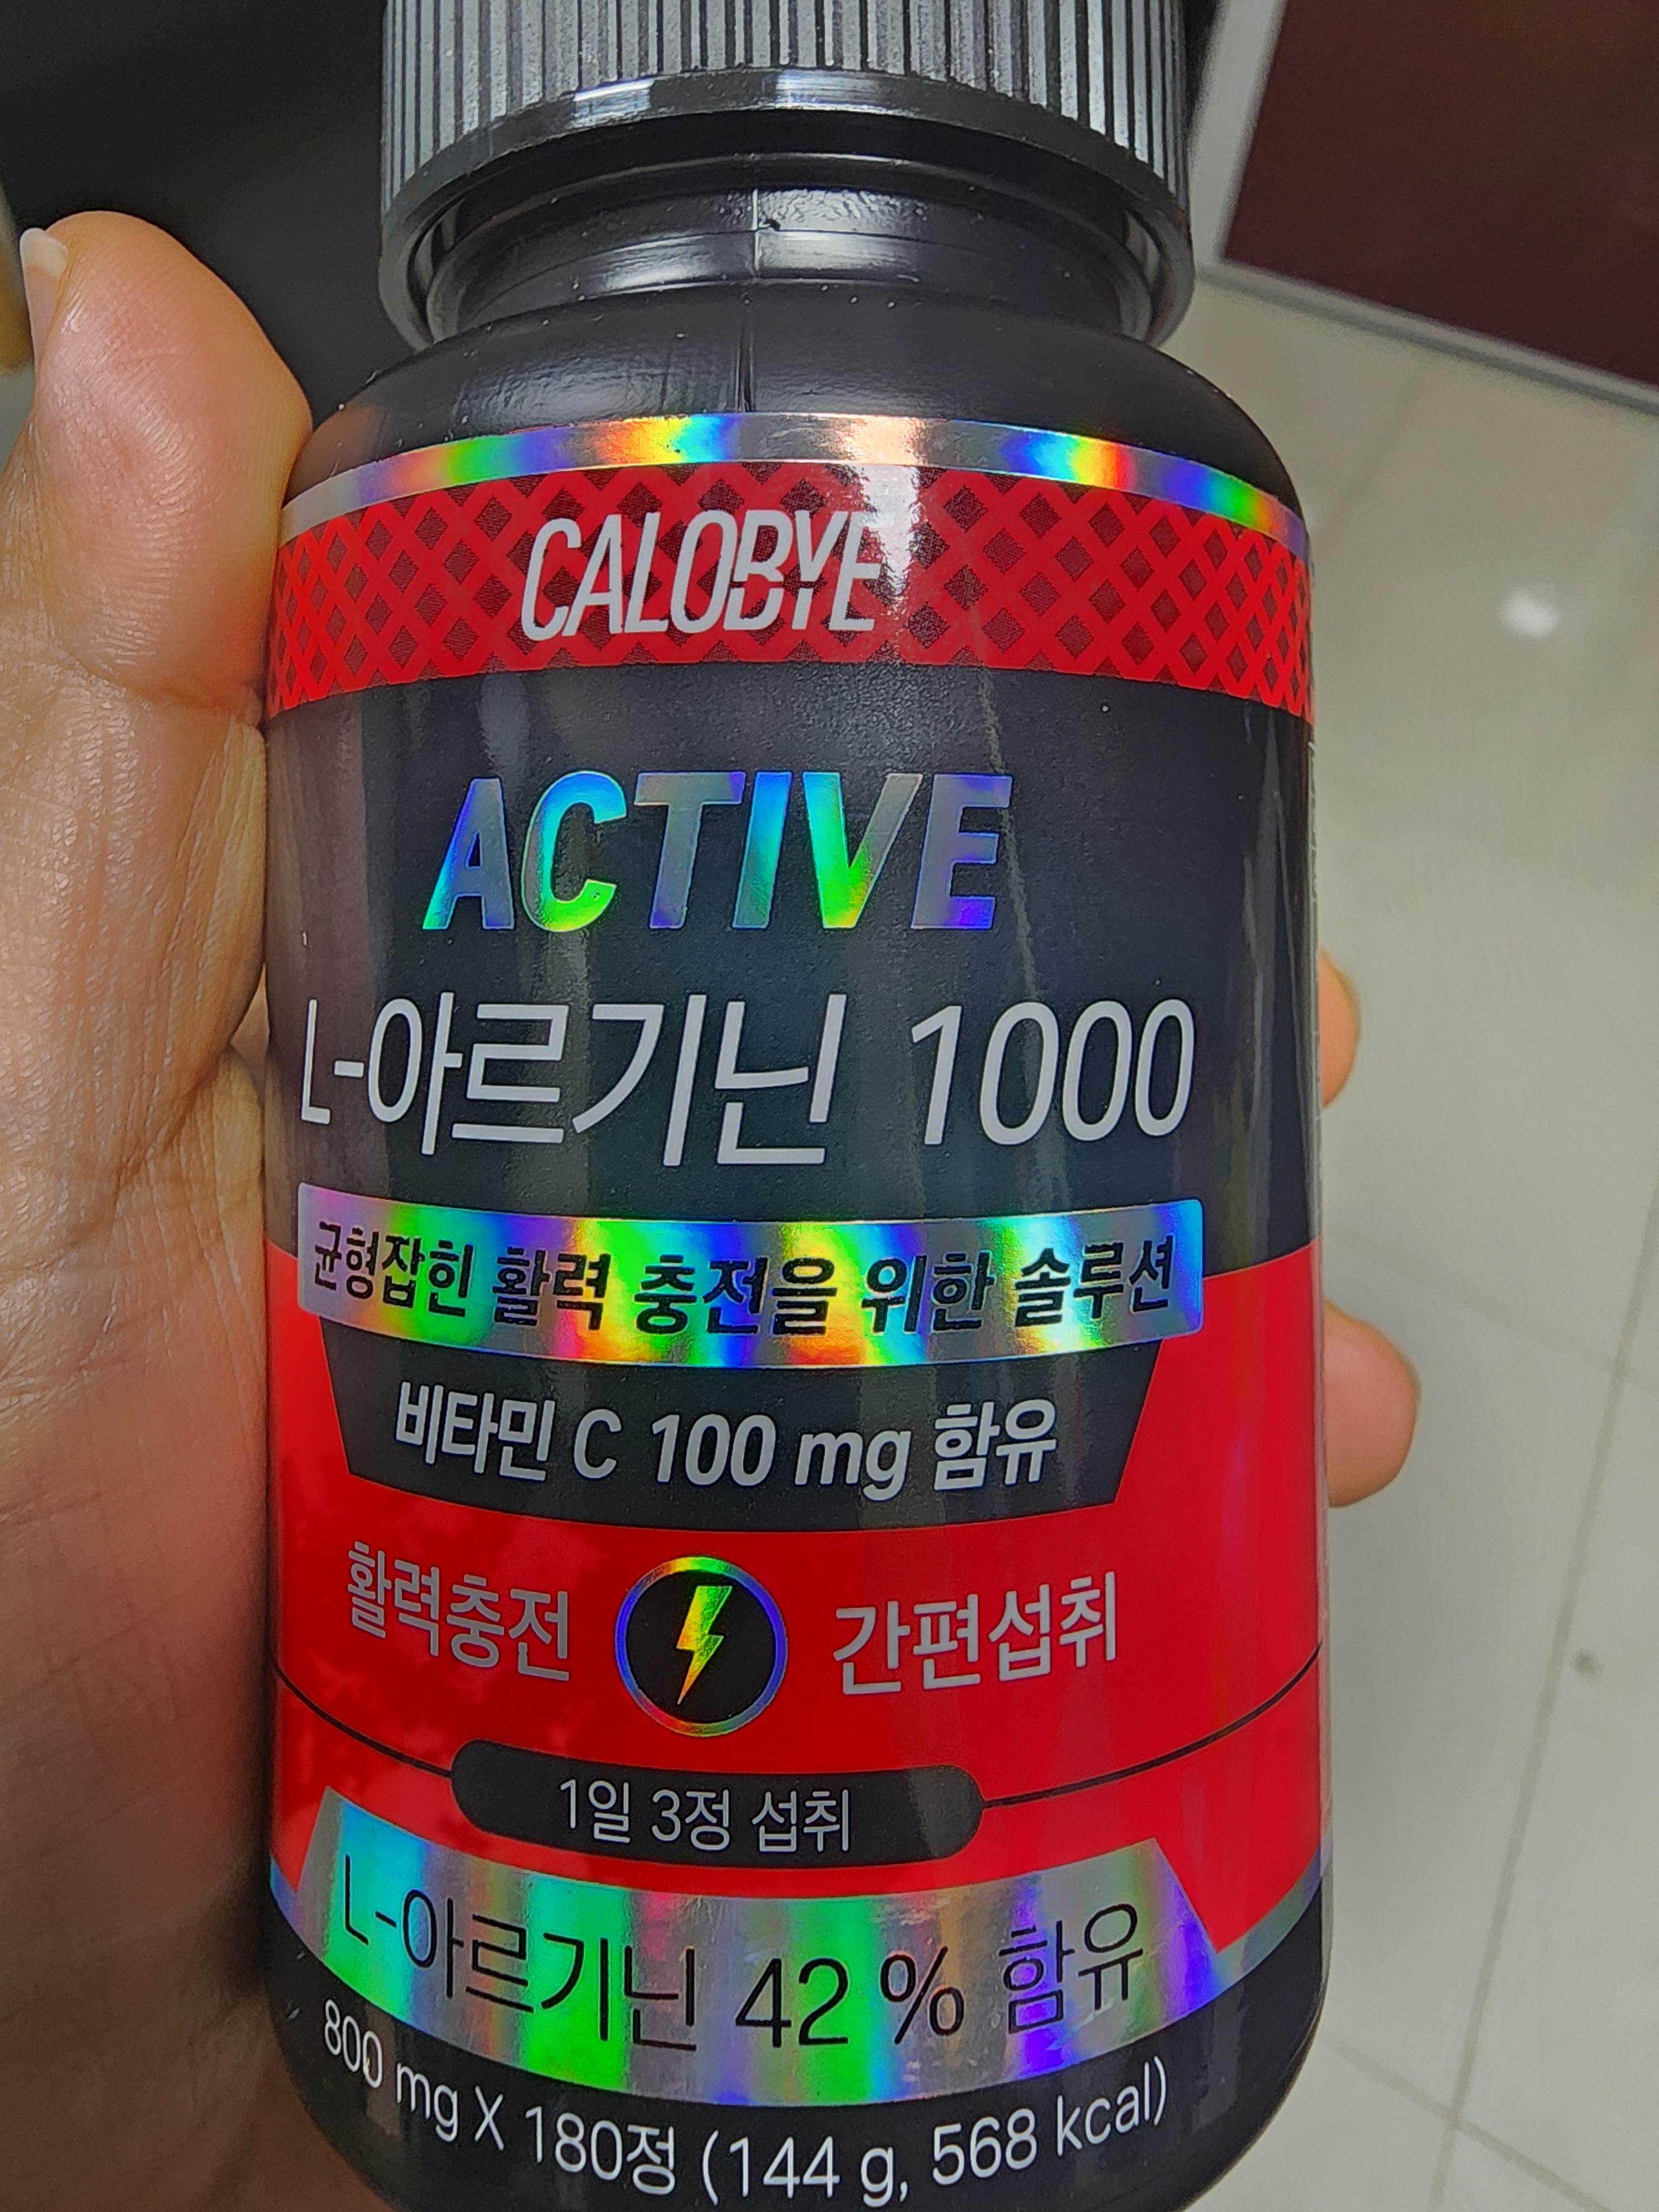 CALOBYE
ACTIVE
L-아르기닌 1000
균형잡힌 활력 충전을 위한 솔루션
비타민 C 100 mg 함유
활력충전 간편섭취
1일 3정 섭취
L-아르기닌 42 % 함유
800 mg X 180정 (144 g, 568 kcal)